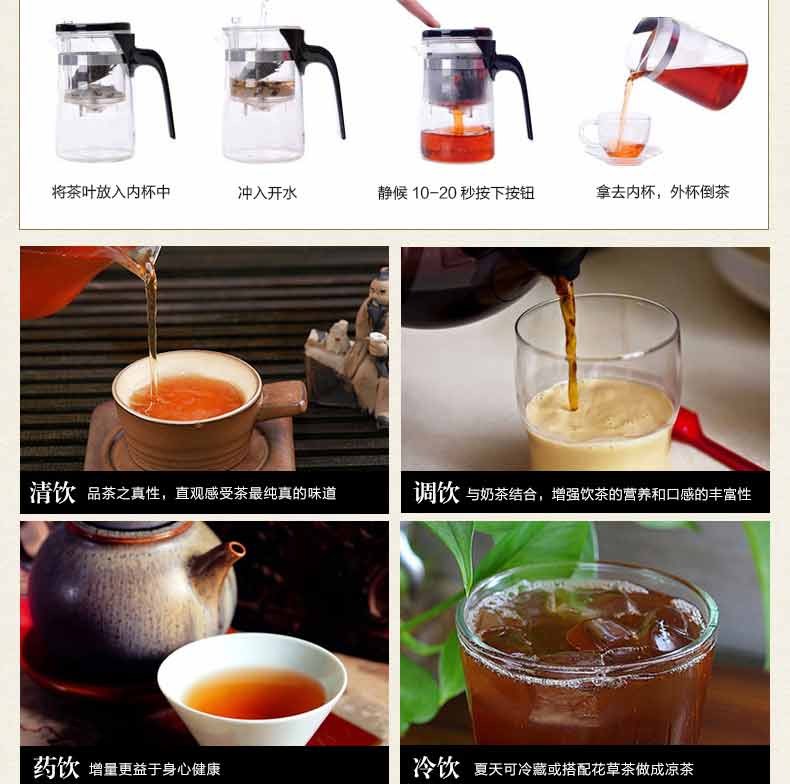 将茶叶放入内杯中
冲入开水
静候 10-20 秒按下按钮
拿去内杯，外杯倒茶
清饮 品茶之真性，直观感受茶最纯真的味道
调饮 与奶茶结合，增强饮茶的营养和口感的丰富性
药饮 增量更益于身心健康
冷饮 夏天可冷藏或搭配花草茶做成凉茶